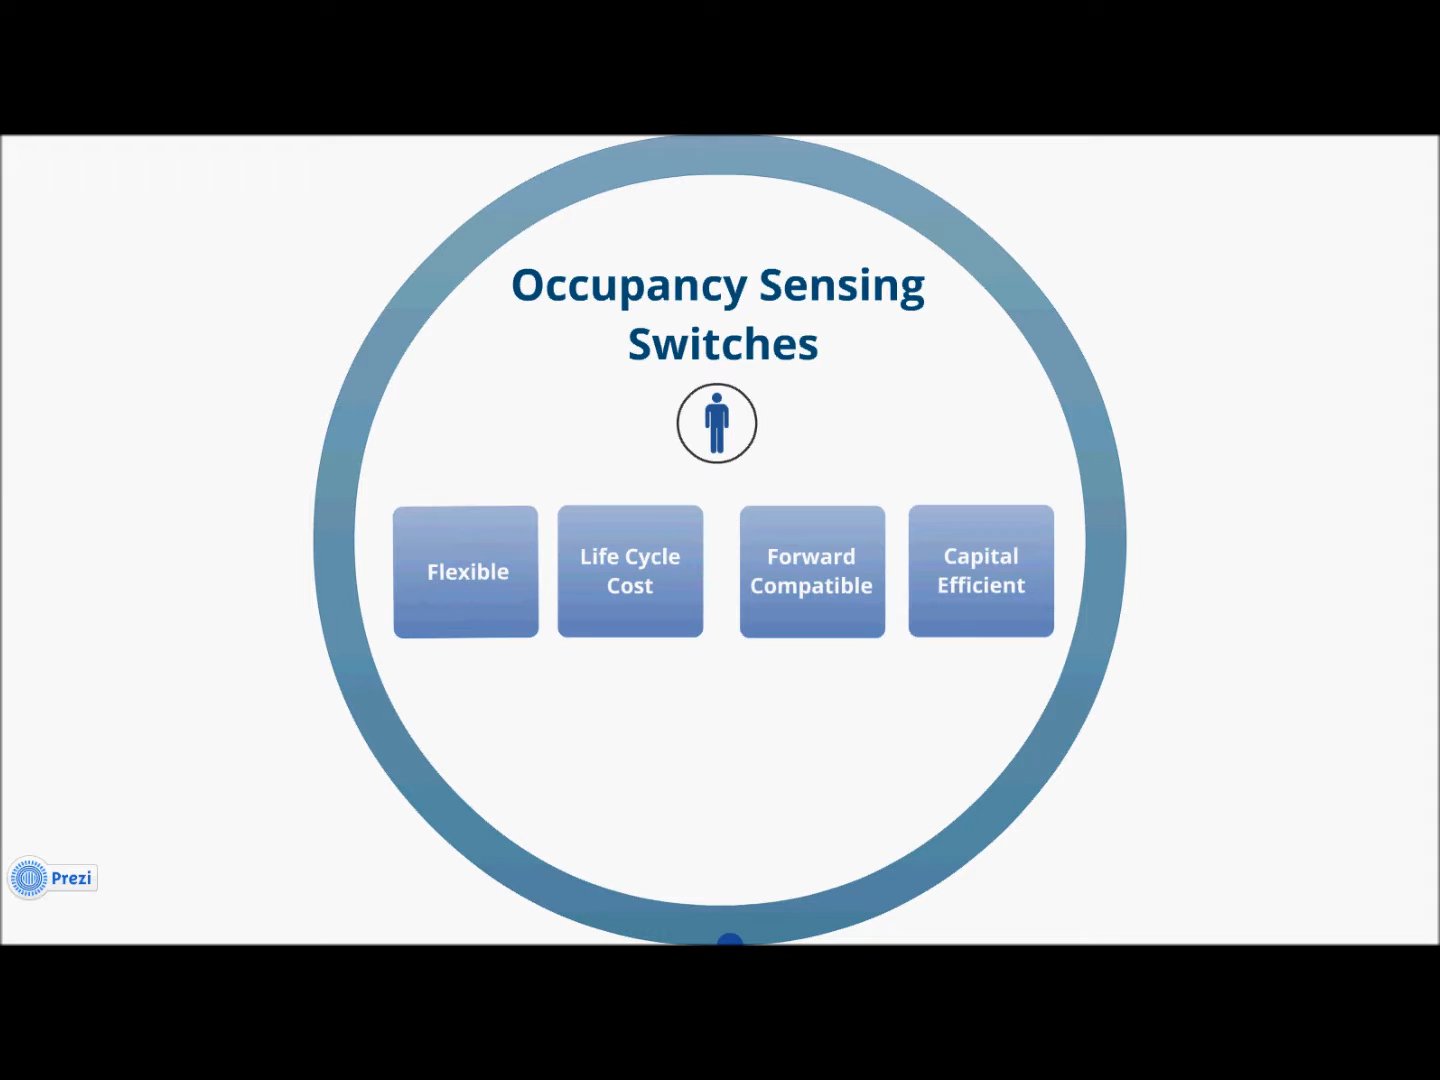 Occupancy Sensing
Switches
Flexible
Life Cycle
Cost
Forward
Compatible
Capital
Efficient
Prezi